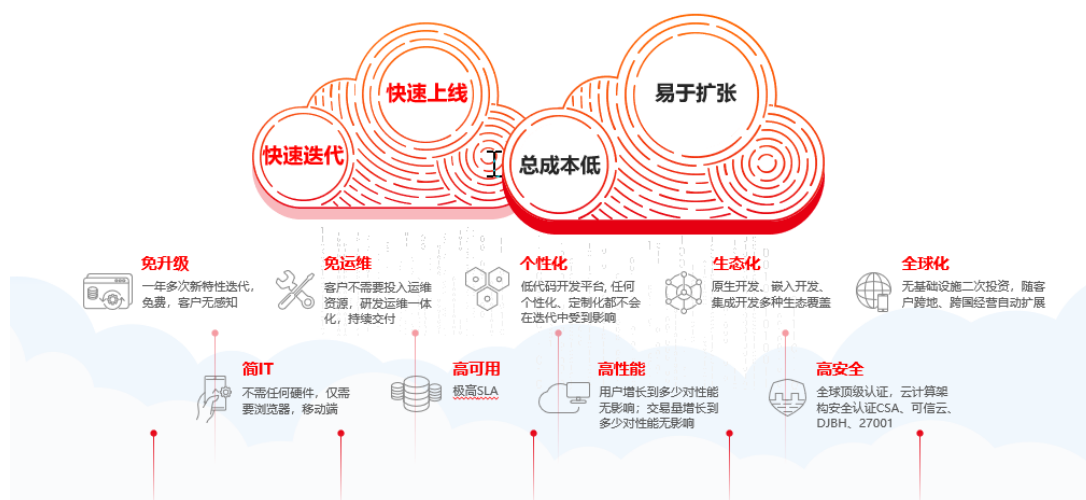 快速上线
易于扩张
快速迭代
总成本低
免升级
一年多次新特性迭代，
免费，客户无感知
免运维
客户不需要投入运维
资源，研发运维一体
化，持续交付
个性化
低代码开发平台, 任何
个性化、定制化都不会
在迭代中受到影响
生态化
原生开发、嵌入开发、
集成开发多种生态覆盖
全球化
无基础设施二次投资，随客
户跨地、跨国经营自动扩展
简IT
不需任何硬件，仅需
要浏览器，移动端
高可用
极高SLA
高性能
用户增长到多少对性能
无影响；交易量增长到
多少对性能无影响
高安全
全球顶级认证，云计算架
构安全认证CSA、可信云、
DJBH、27001